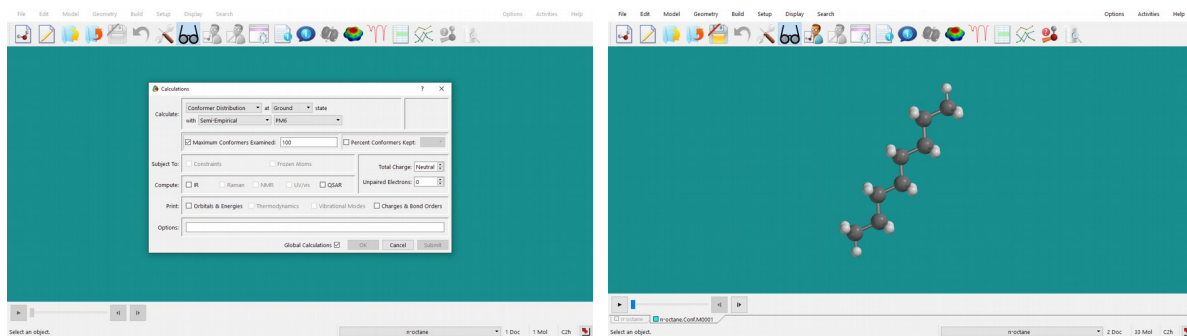 File Edit Model Geometry Build Setup Display Search Options Activities Help
Calculations ? X
Calculate: Conformer Distribution at Ground state
with Semi-Empirical PM6
Maximum Conformers Examined: 100 Percent Conformers Kept:
Subject To: Constraints Frozen Atoms Total Charge: Neutral
Compute: IR Raman NMR UV/vis QSAR Unpaired Electrons: 0
Print: Orbitals & Energies Thermodynamics Vibrational Modes Charges & Bond Orders
Options:
Global Calculations OK Cancel Submit
Select an object. n-octane 1 Doc 1 Mol C2h
File Edit Model Geometry Build Setup Display Search Options Activities Help
n-octane n-octane.Conf.M0001
Select an object. n-octane 2 Doc 33 Mol C2h